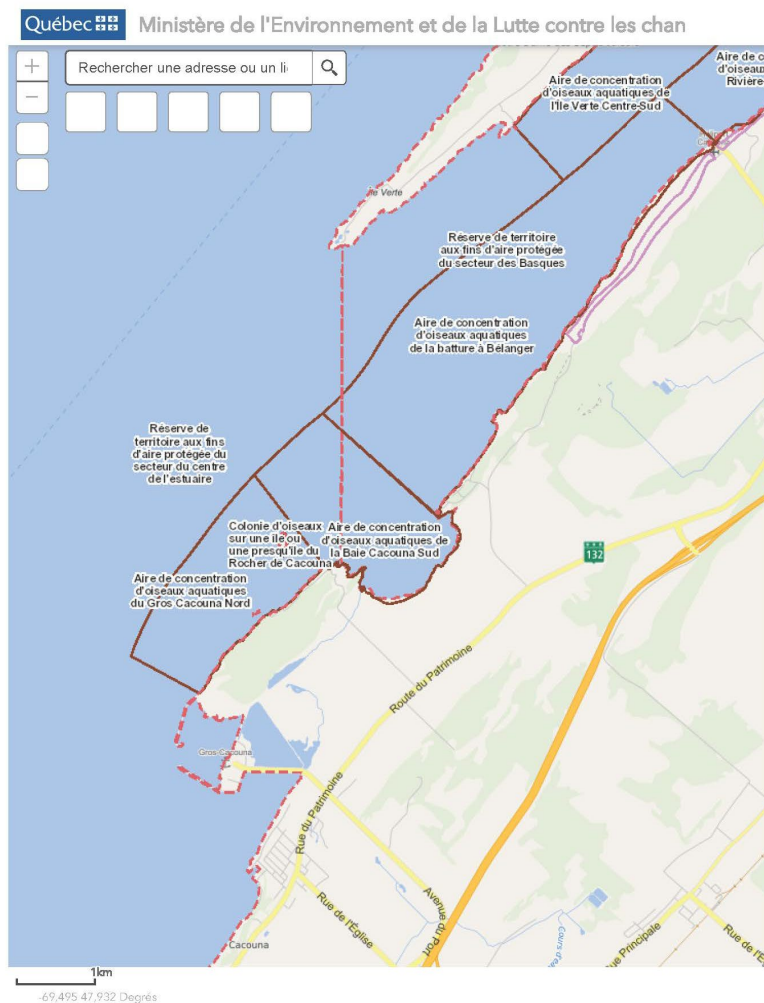 Québec Ministère de l'Environnement et de la Lutte contre les chan
Rechercher une adresse ou un li
Aire de concentration
d'oiseaux aquatiques de
l'Île Verte Centre-Sud
Aire de c
d'oiseau
Rivière-
Île Verte
Réserve de territoire
aux fins d'aire protégée
du secteur des Basques
Aire de concentration
d'oiseaux aquatiques
de la batture à Bélanger
Réserve de
territoire aux fins
d'aire protégée du
secteur du centre
de l'estuaire
Colonie d'oiseaux
sur une île ou
une presqu'île du
Rocher de Cacouna
Aire de concentration
d'oiseaux aquatiques de
la Baie Cacouna Sud
Aire de concentration
d'oiseaux aquatiques
du Gros Cacouna Nord
132
Route du Patrimoine
Gros-Cacouna
Rue du Patrimoine
Avenue du Port
Rue de l'Église
Cours d'ea
Rue Principale
Rue de l'É
Cacouna
1km
-69,495 47,932 Degrés